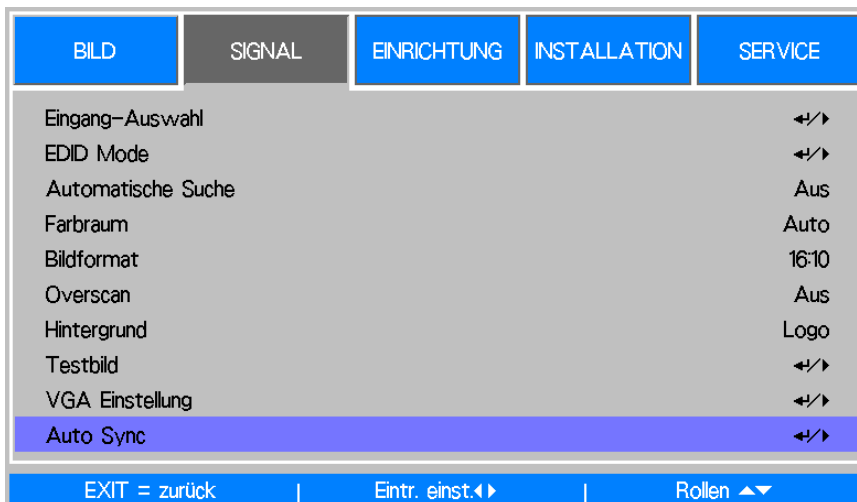 BILD SIGNAL EINRICHTUNG INSTALLATION SERVICE
Eingang-Auswahl ↵/▶
EDID Mode ↵/▶
Automatische Suche Aus
Farbraum Auto
Bildformat 16:10
Overscan Aus
Hintergrund Logo
Testbild ↵/▶
VGA Einstellung ↵/▶
Auto Sync ↵/▶
EXIT = zurück | Eintr. einst.◀▶ | Rollen ▲▼